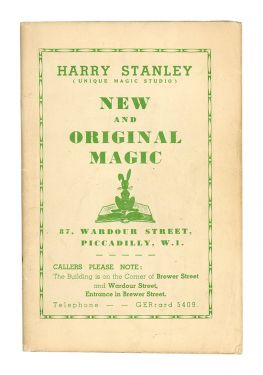 HARRY STANLEY
(UNIQUE MAGIC STUDIO)
NEW
AND
ORIGINAL
MAGIC
87, WARDOUR STREET,
PICCADILLY, W.1.
CALLERS PLEASE NOTE:
The Building is on the Corner of Brewer Street
and Wardour Street,
Entrance in Brewer Street.
Telephone — — — GERrard 5409.